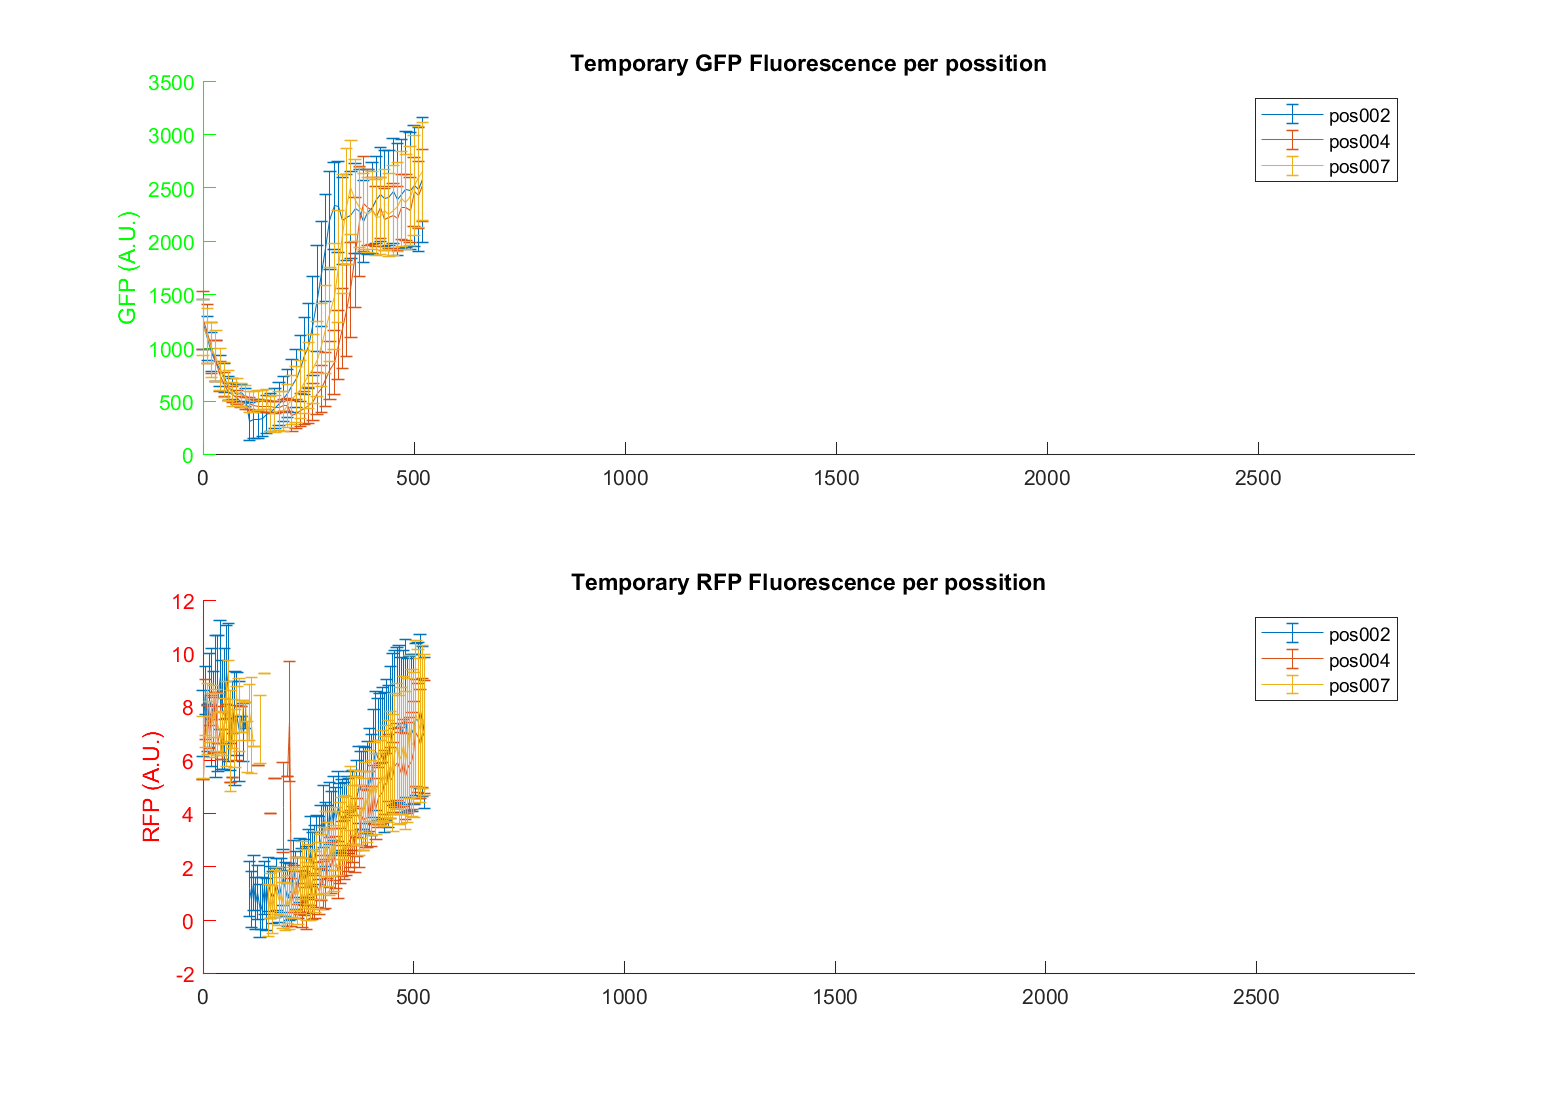 Temporary GFP Fluorescence per possition
GFP (A.U.)
3500
3000
2500
2000
1500
1000
500
0
0 500 1000 1500 2000 2500
pos002
pos004
pos007
Temporary RFP Fluorescence per possition
RFP (A.U.)
12
10
8
6
4
2
0
-2
0 500 1000 1500 2000 2500
pos002
pos004
pos007